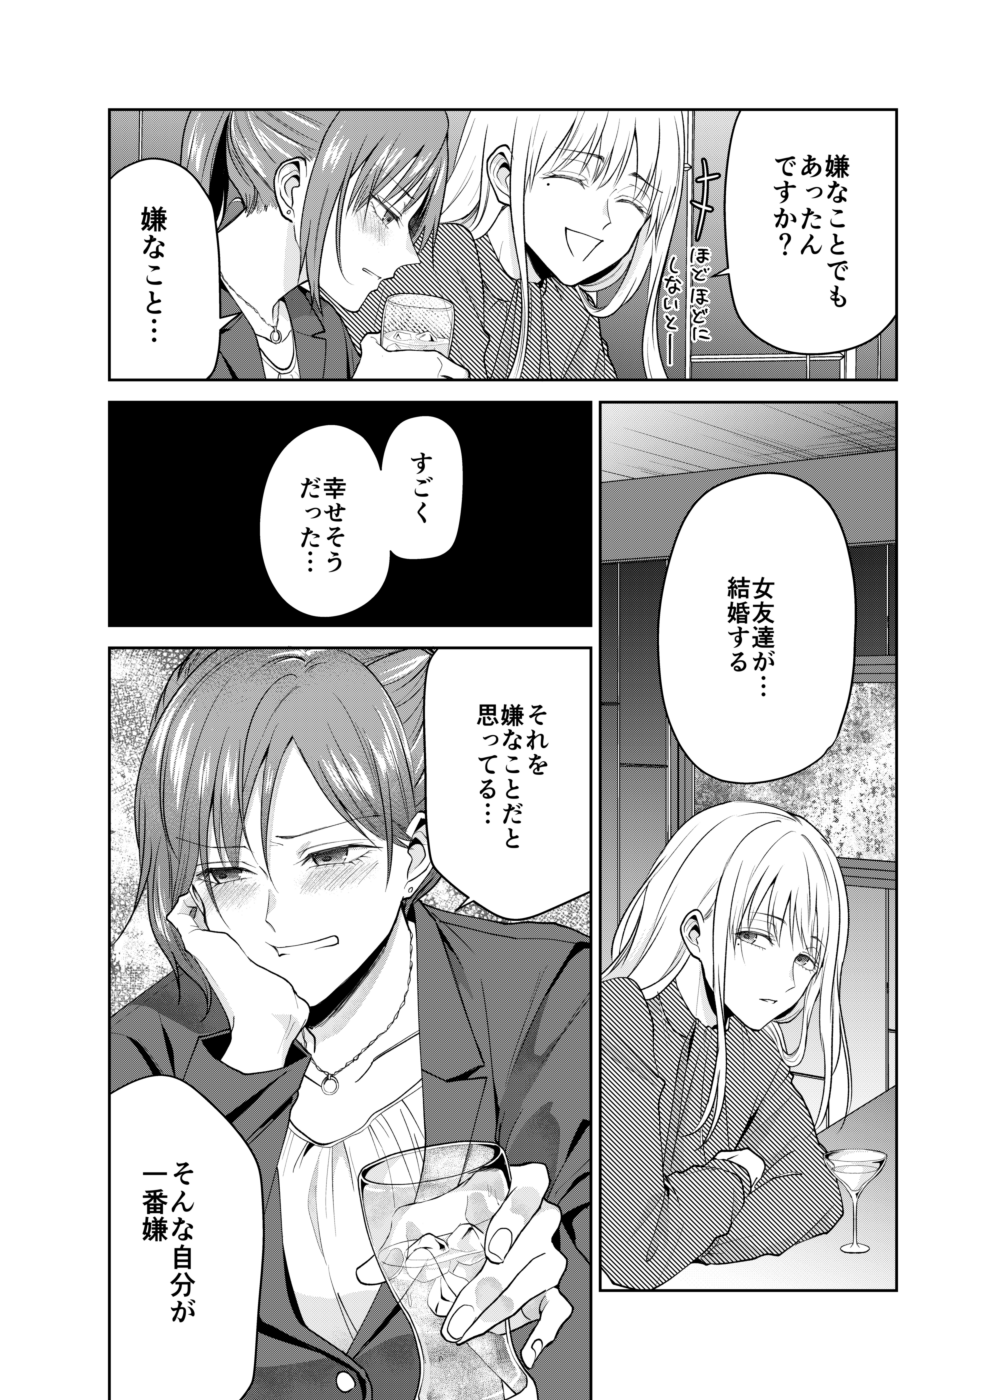 嫌なことでも
あったん
ですか？
ほどほどに
しないとー
嫌なこと…
女友達が…
結婚する
すごく
幸せそう
だった…
それを
嫌なことだと
思ってる…
そんな自分が
一番嫌